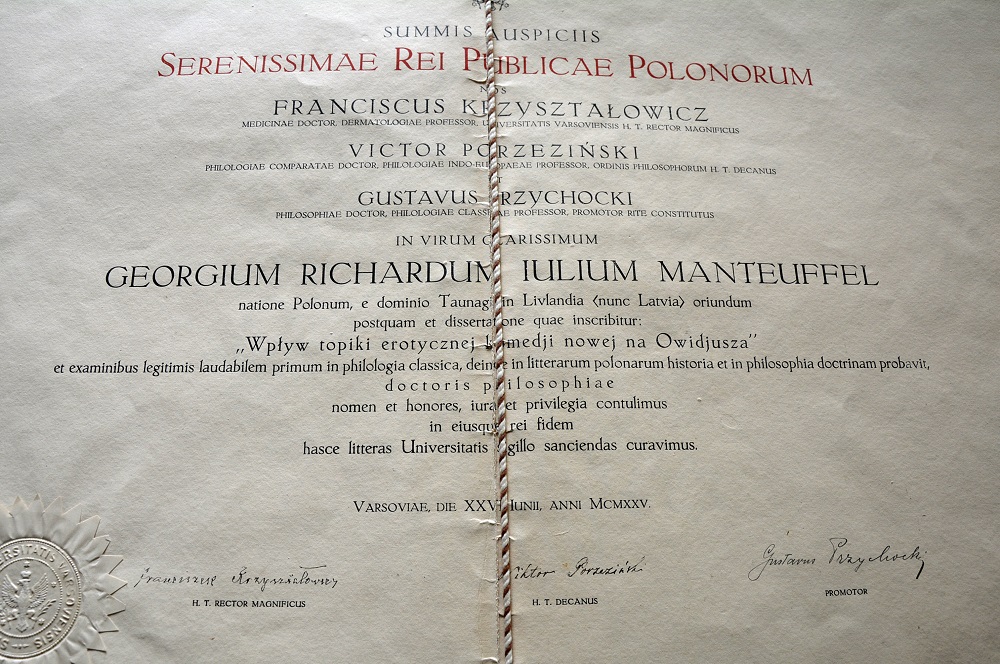 SUMMIS AUSPICIIS
SERENISSIMAE REI PUBLICAE POLONORUM
NOS
FRANCISCUS KRZYSZTAŁOWICZ
MEDICINAE DOCTOR, DERMATOLOGIAE PROFESSOR, UNIVERSITATIS VARSOVIENSIS H. T. RECTOR MAGNIFICUS
VICTOR PORZEZIŃSKI
PHILOLOGIAE COMPARATAE DOCTOR, PHILOLOGIAE INDO-EUROPAEAE PROFESSOR, ORDINIS PHILOSOPHORUM H. T. DECANUS
GUSTAVUS PRZYCHOCKI
PHILOSOPHIAE DOCTOR, PHILOLOGIAE CLASSICAE PROFESSOR, PROMOTOR RITE CONSTITUTUS
IN VIRUM CLARISSIMUM
GEORGIUM RICHARDUM IULIUM MANTEUFFEL
natione Polonum, e dominio Taunagi in Livlandia (nunc Latvia) oriundum
postquam et dissertatione quae inscribitur:
„Wpływ topiki erotycznej komedji nowej na Owidjusza"
et examinibus legitimis laudabilem primum in philologia classica, deinde in litterarum polonarum historia et in philosophia doctrinam probavit,
doctoris philosophiae
nomen et honores, iura et privilegia contulimus
in eiusque rei fidem
hasce litteras Universitatis sigillo sanciendas curavimus.
VARSOVIAE, DIE XXV IUNII, ANNI MCMXXV.
Franciszek Krzyształowicz Wiktor Porzeziński Gustavus Przychocki
H. T. RECTOR MAGNIFICUS H. T. DECANUS PROMOTOR